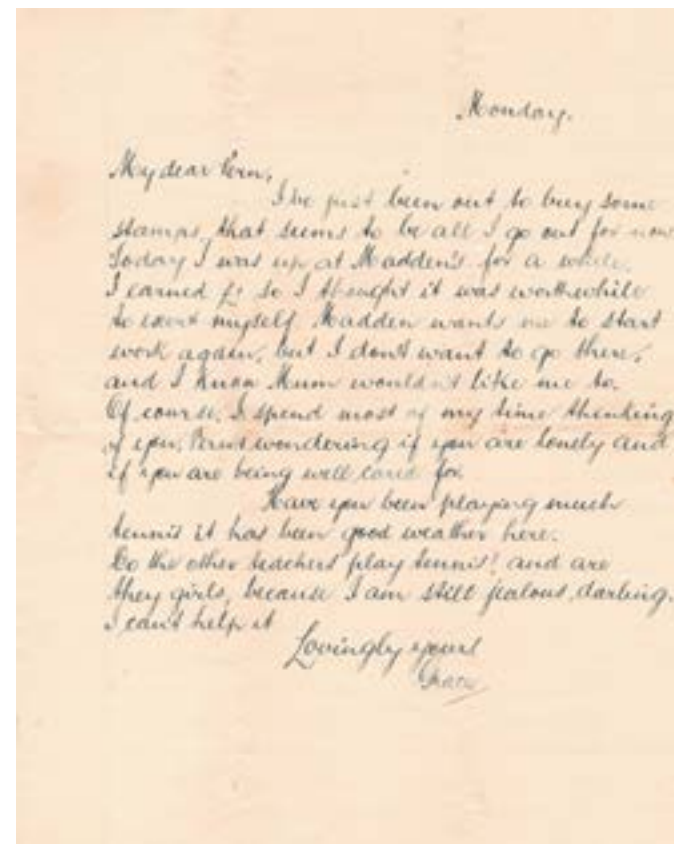 Monday.
My dear Vern,
I've just been out to buy some
stamps, that seems to be all I go out for now
Today I was up at Madden's for a while.
I earned £1 so I thought it was worthwhile
to exert myself. Madden wants me to start
work again, but I don't want to go there,
and I know Mum wouldn't like me to.
Of course, I spend most of my time thinking
of you, wondering if you are lonely and
if you are being well cared for.
Have you been playing much
tennis it has been good weather here.
Do the other teachers play tennis? and are
they girls, because I am still jealous, darling.
I can't help it
Lovingly yours
Grace